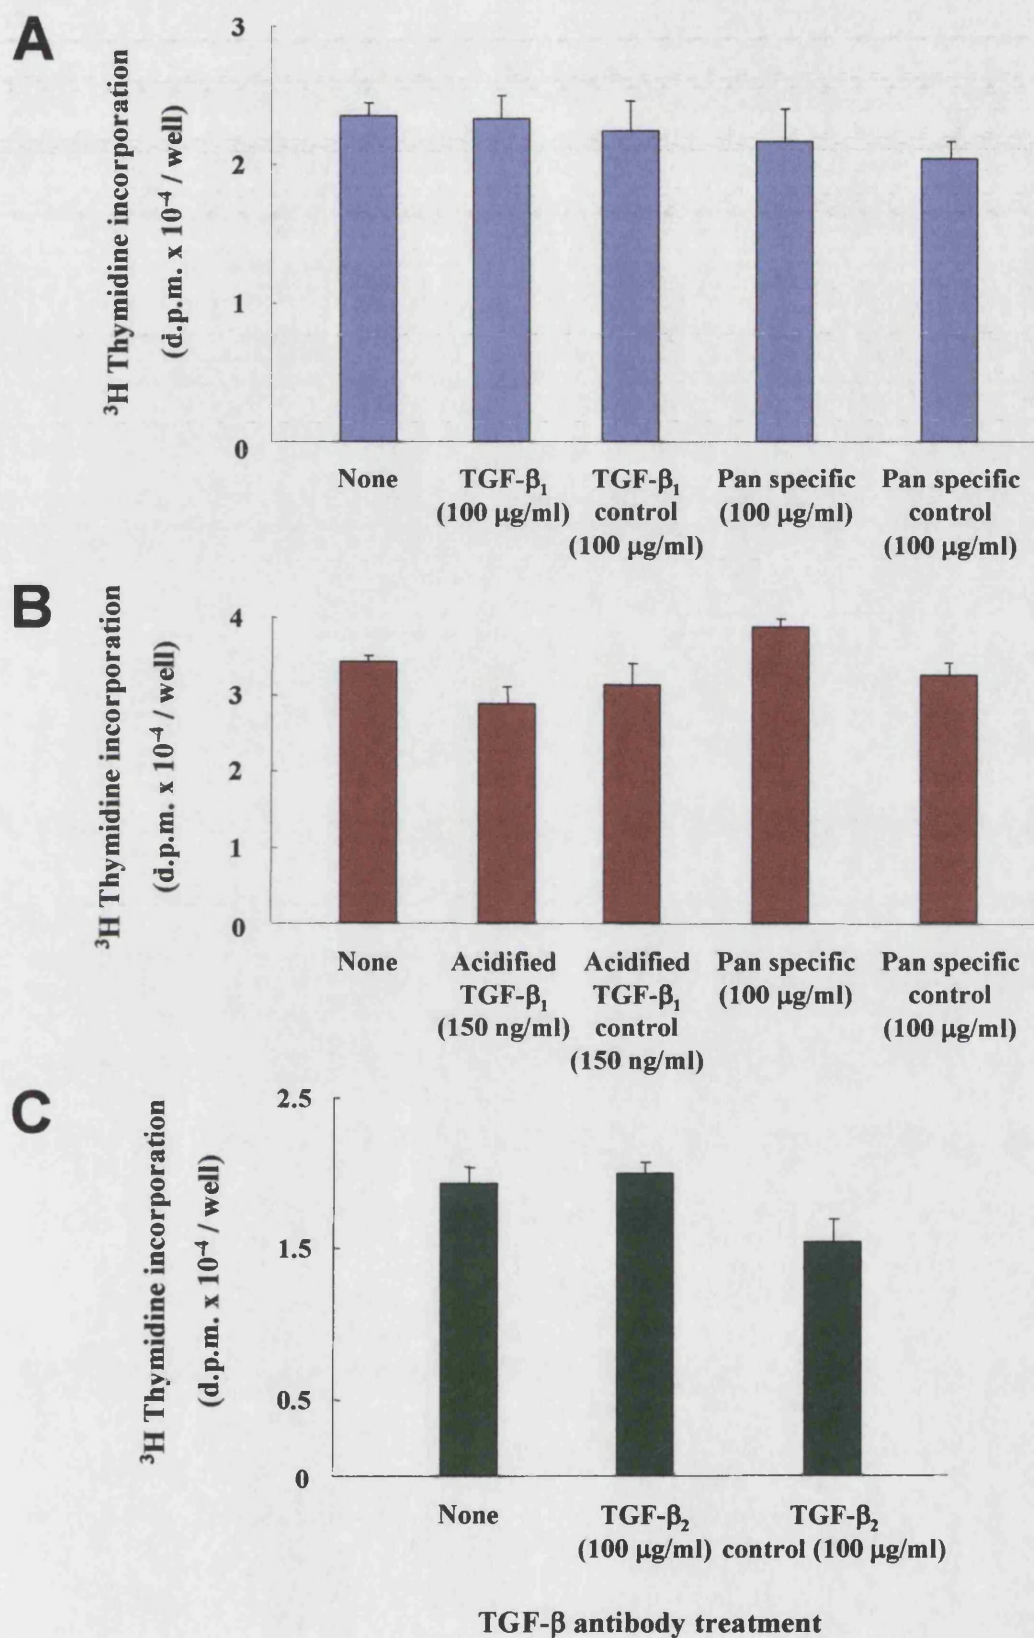 A
³H Thymidine incorporation
(d.p.m. x 10⁻⁴ / well)
3
2
1
0
None
TGF-β₁
(100 µg/ml)
TGF-β₁
control
(100 µg/ml)
Pan specific
(100 µg/ml)
Pan specific
control
(100 µg/ml)
B
³H Thymidine incorporation
(d.p.m. x 10⁻⁴ / well)
4
3
2
1
0
None
Acidified
TGF-β₁
(150 ng/ml)
Acidified
TGF-β₁
control
(150 ng/ml)
Pan specific
(100 µg/ml)
Pan specific
control
(100 µg/ml)
C
³H Thymidine incorporation
(d.p.m. x 10⁻⁴ / well)
2.5
1.5
0.5
0
None
TGF-β₂
(100 µg/ml)
TGF-β₂
control (100 µg/ml)
TGF-β antibody treatment